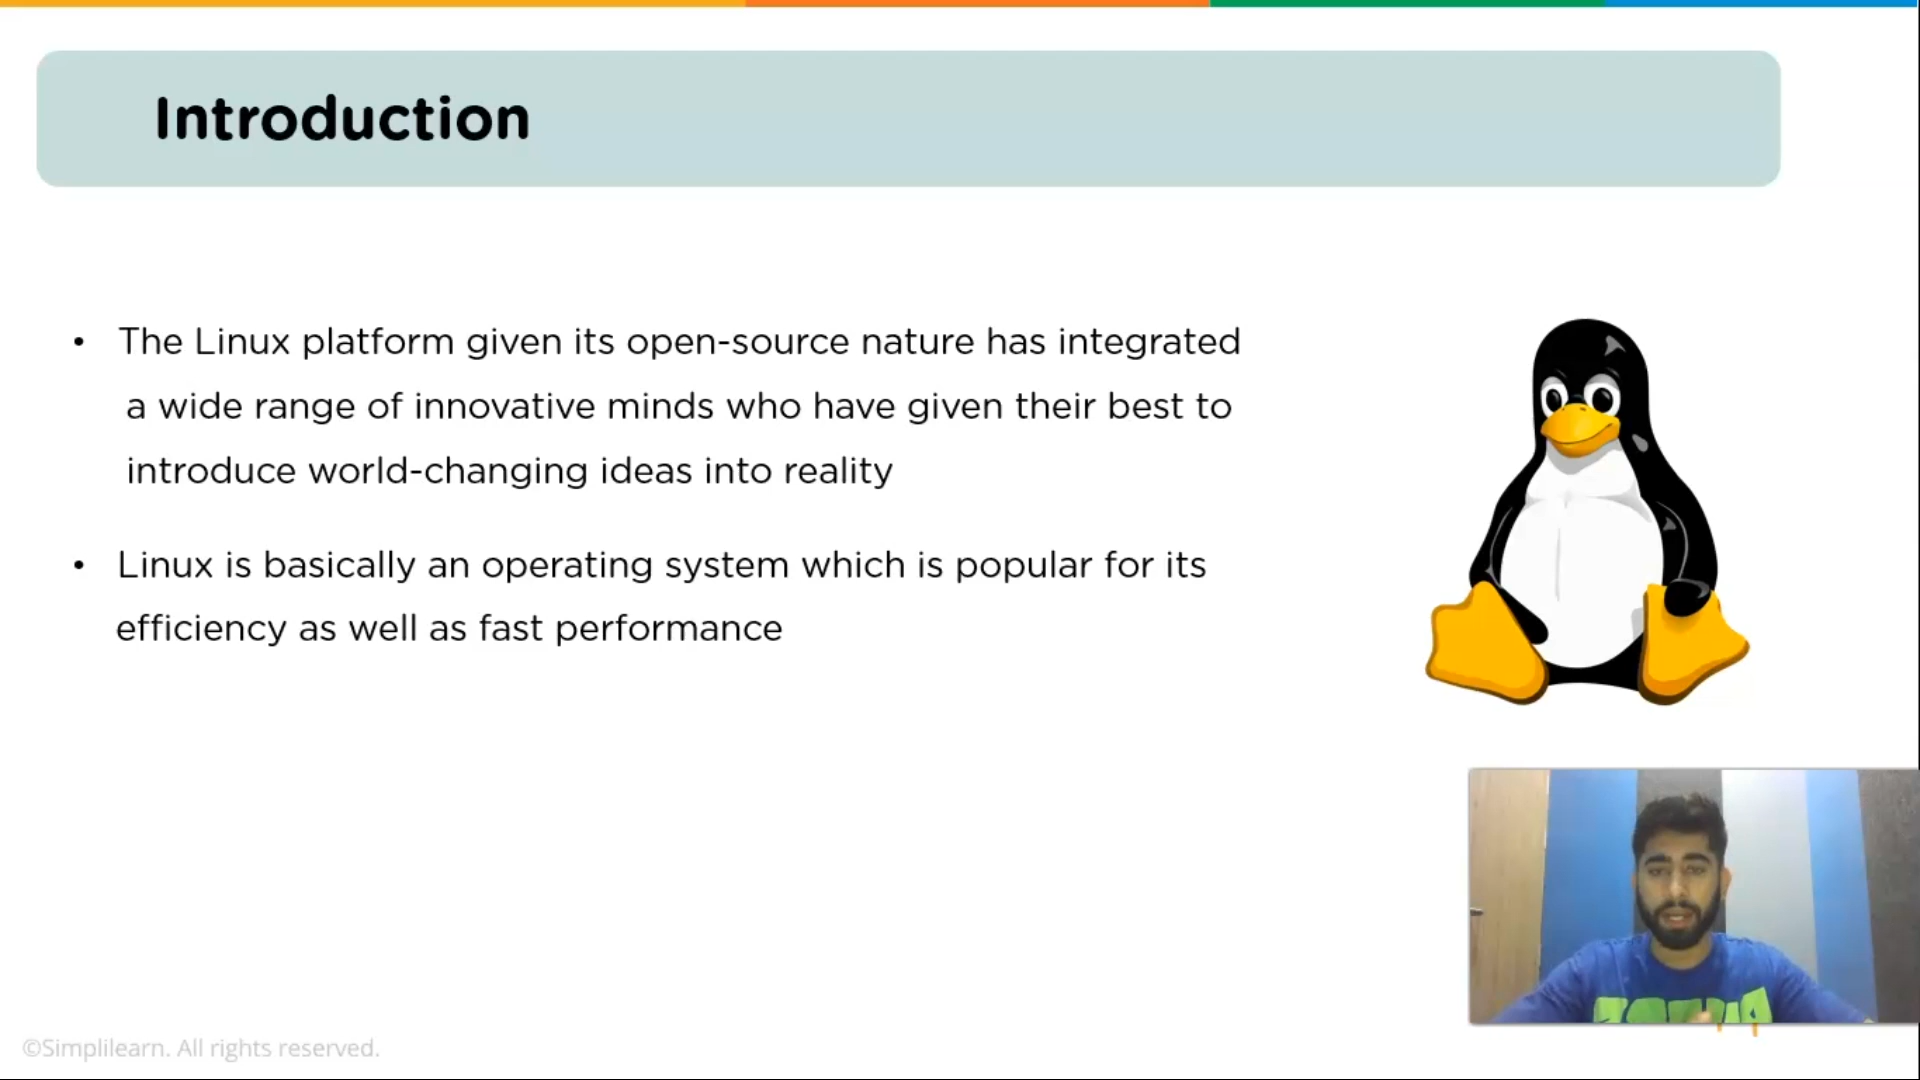 Introduction
• The Linux platform given its open-source nature has integrated
a wide range of innovative minds who have given their best to
introduce world-changing ideas into reality
• Linux is basically an operating system which is popular for its
efficiency as well as fast performance
©Simplilearn. All rights reserved.